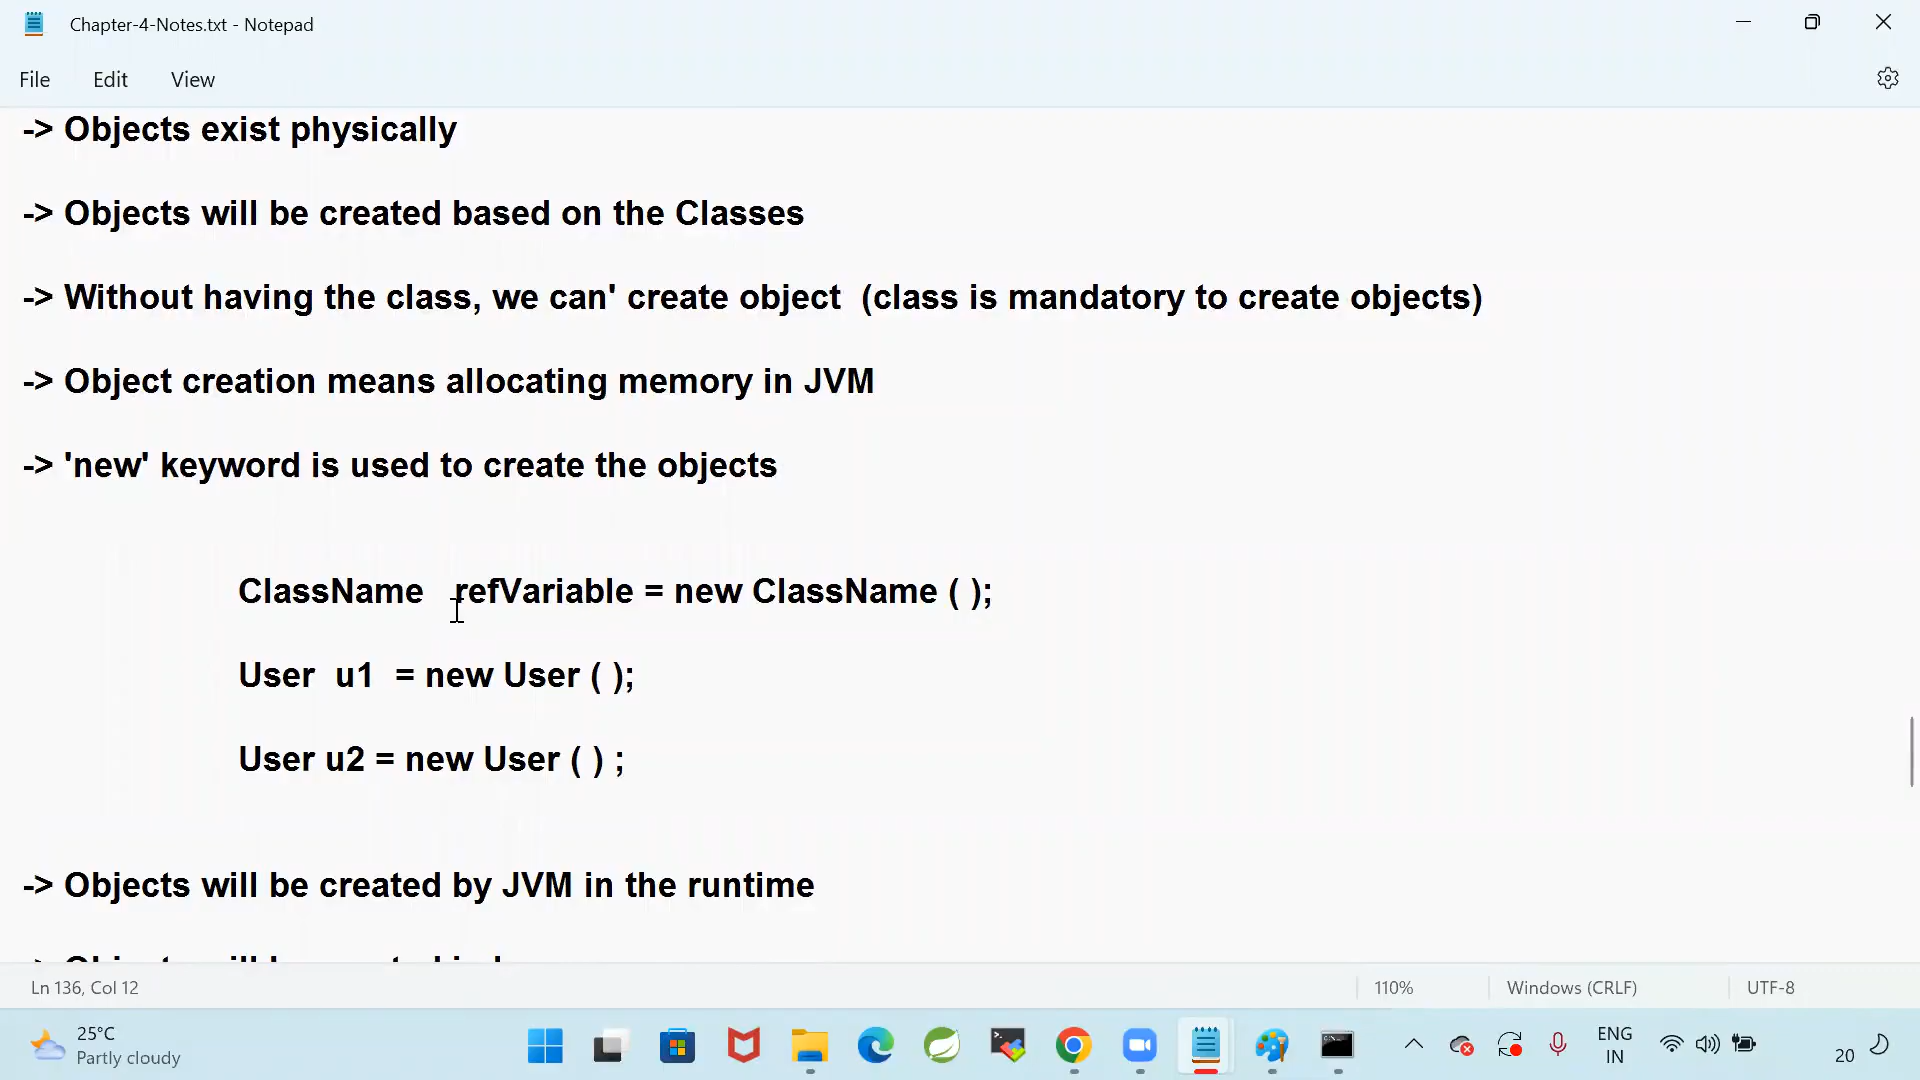 Chapter-4-Notes.txt - Notepad
File Edit View
-> Objects exist physically
-> Objects will be created based on the Classes
-> Without having the class, we can' create object  (class is mandatory to create objects)
-> Object creation means allocating memory in JVM
-> 'new' keyword is used to create the objects
ClassName   refVariable = new ClassName ( );
User  u1  = new User ( );
User u2 = new User ( ) ;
-> Objects will be created by JVM in the runtime
Ln 136, Col 12 110% Windows (CRLF) UTF-8
25°C
Partly cloudy
ENG
IN
20